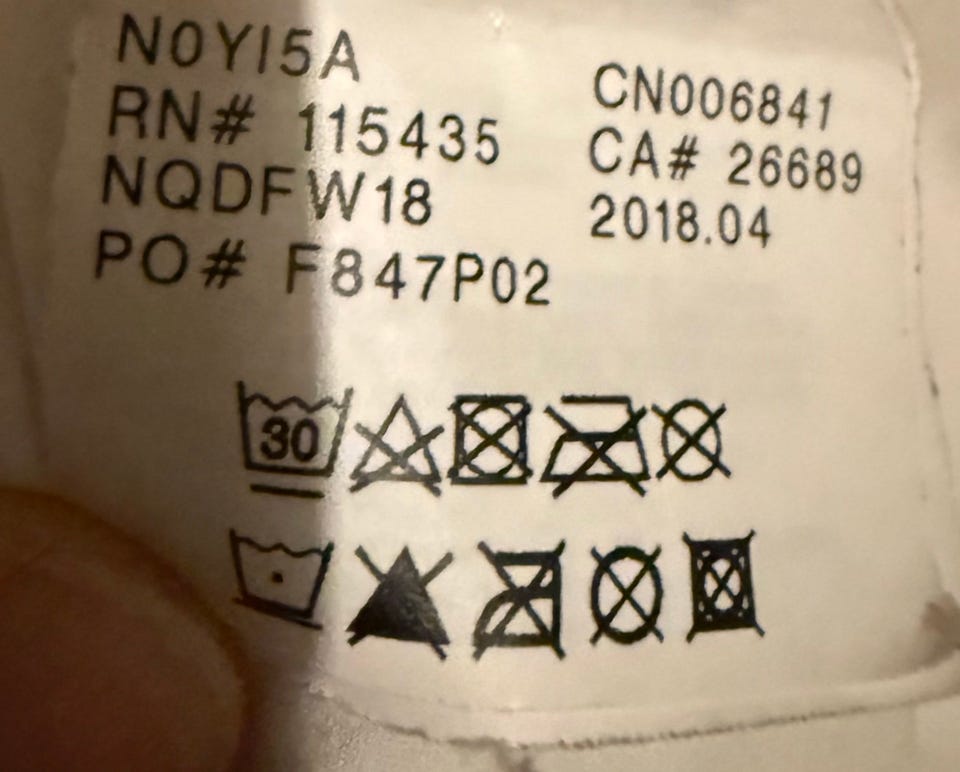 N0YI5A
RN# 115435
NQDFW18
PO# F847P02
CN006841
CA# 26689
2018.04
30